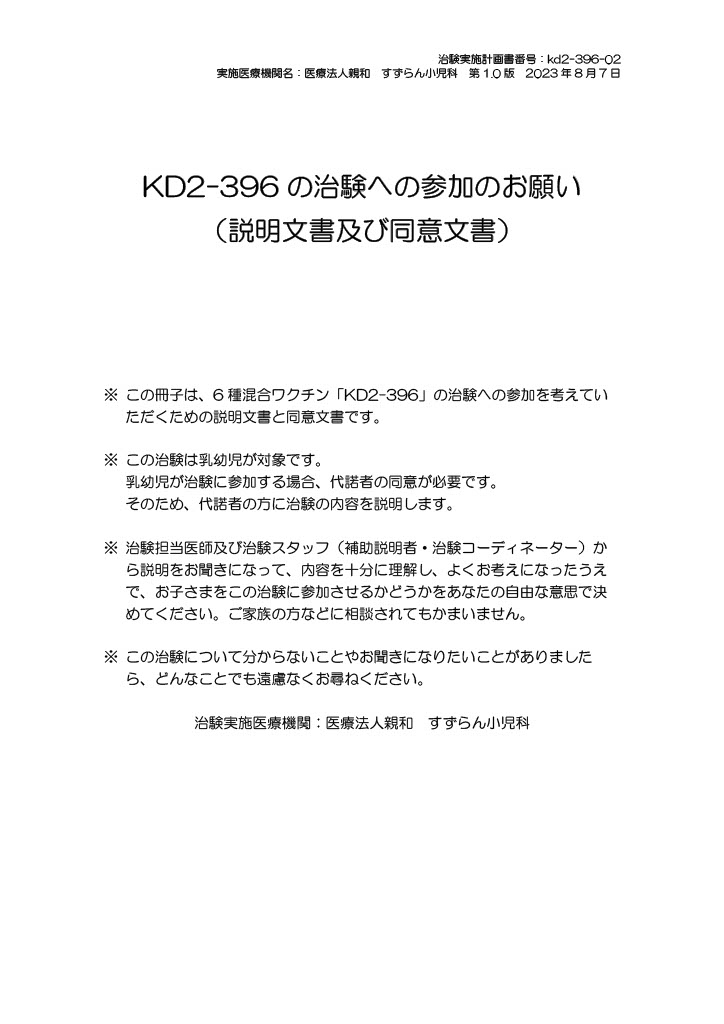 治験実施計画書番号：kd2-396-02
実施医療機関名：医療法人親和　すずらん小児科　第 1.0 版　2023 年 8 月 7 日
KD2-396 の治験への参加のお願い
（説明文書及び同意文書）
※ この冊子は、6 種混合ワクチン「KD2-396」の治験への参加を考えてい
ただくための説明文書と同意文書です。
※ この治験は乳幼児が対象です。
乳幼児が治験に参加する場合、代諾者の同意が必要です。
そのため、代諾者の方に治験の内容を説明します。
※ 治験担当医師及び治験スタッフ（補助説明者・治験コーディネーター）か
ら説明をお聞きになって、内容を十分に理解し、よくお考えになったうえ
で、お子さまをこの治験に参加させるかどうかをあなたの自由な意思で決
めてください。ご家族の方などに相談されてもかまいません。
※ この治験について分からないことやお聞きになりたいことがありました
ら、どんなことでも遠慮なくお尋ねください。
治験実施医療機関：医療法人親和　すずらん小児科